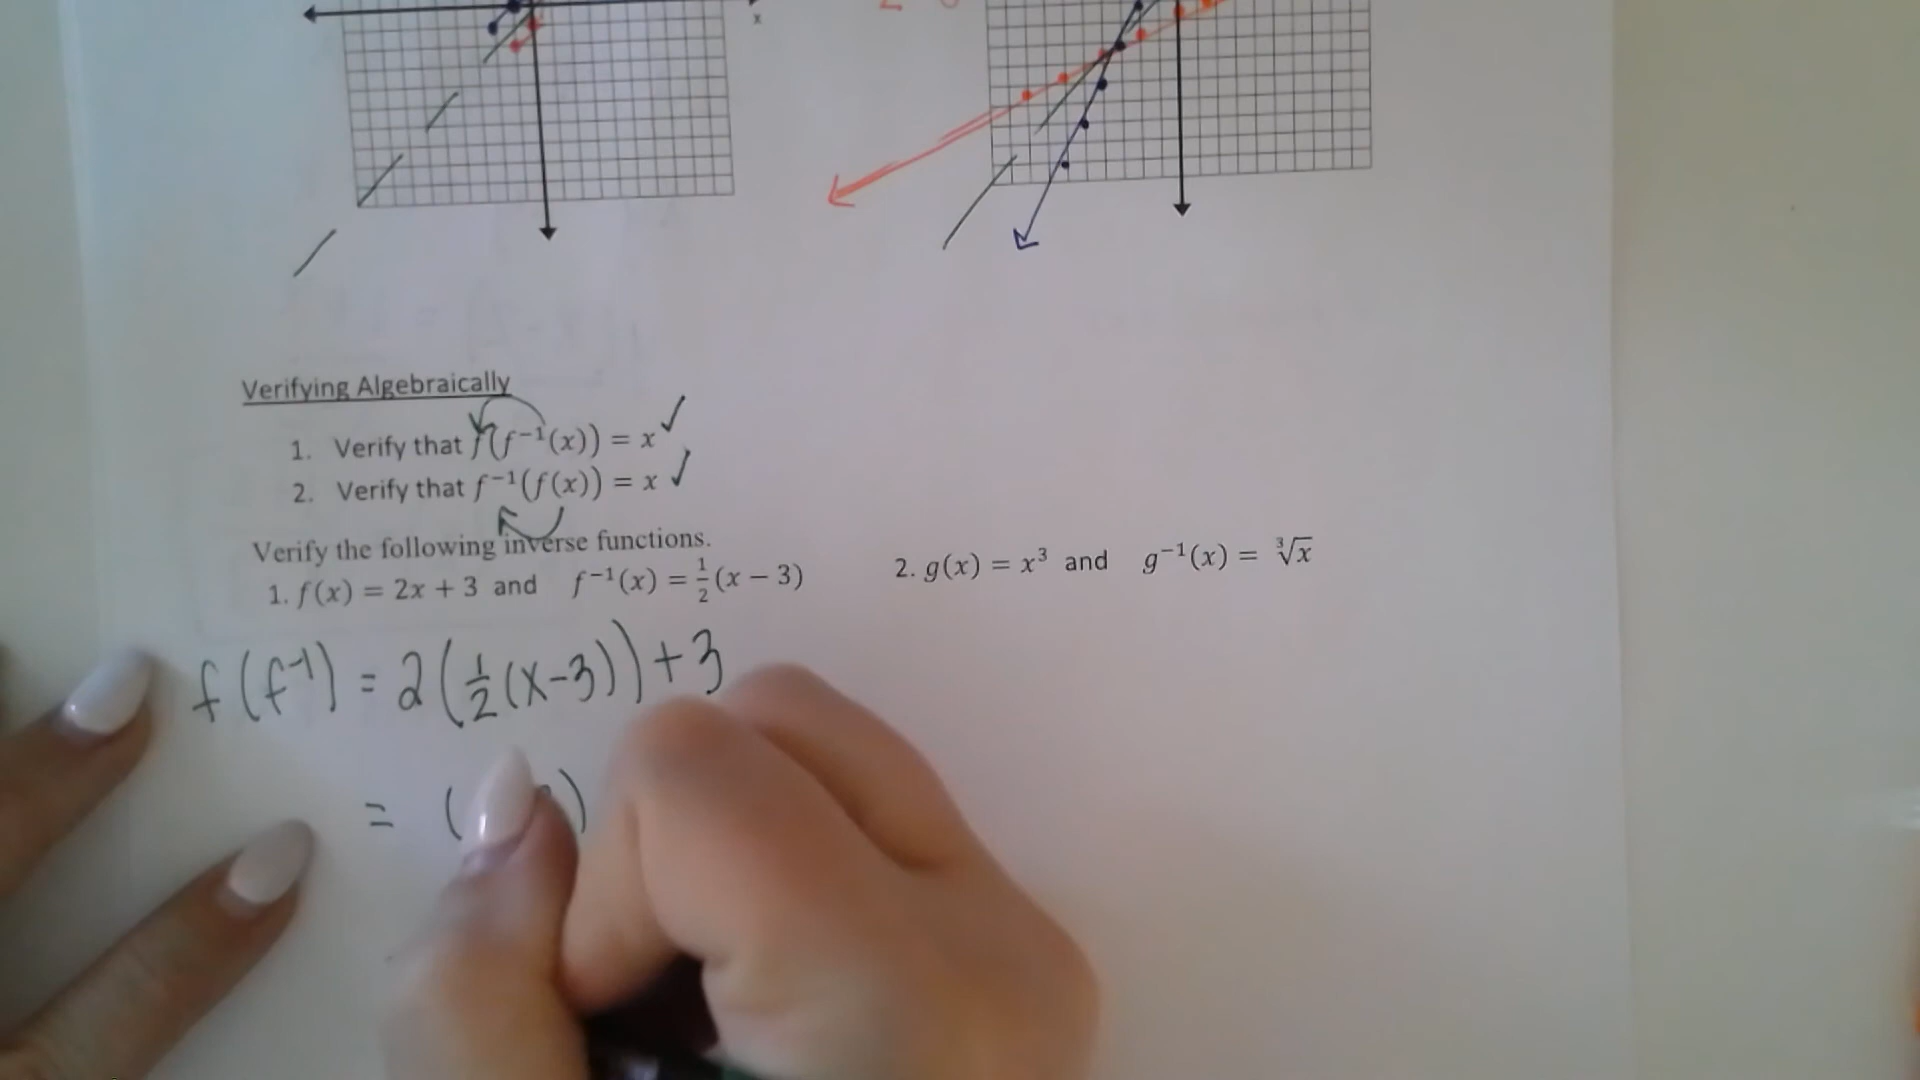 x
Verifying Algebraically
1. Verify that f(f⁻¹(x)) = x ✓
2. Verify that f⁻¹(f(x)) = x ✓
Verify the following inverse functions.
1. f(x) = 2x + 3 and f⁻¹(x) = ½(x − 3)
2. g(x) = x³ and g⁻¹(x) = ∛x
f(f⁻¹) = 2(½(x-3))+3
= ( )